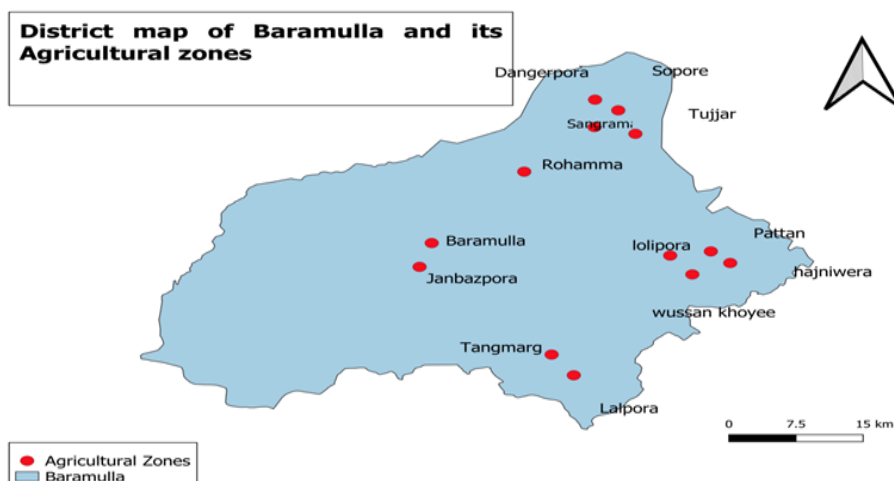 District map of Baramulla and its
Agricultural zones
Dangerpora
Sopore
Tujjar
Sangrama
Rohamma
Baramulla
Janbazpora
lolipora
Pattan
hajniwera
wussan khoyee
Tangmarg
Lalpora
0 7.5 15 km
Agricultural Zones
Baramulla